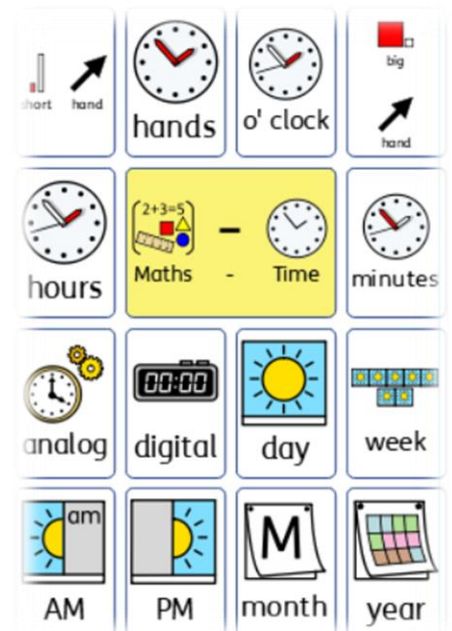 short hand
hands
o' clock
big
hand
hours
2+3=5
Maths - Time
minutes
analog
00:00
digital
day
week
am
AM
PM
M
month
year